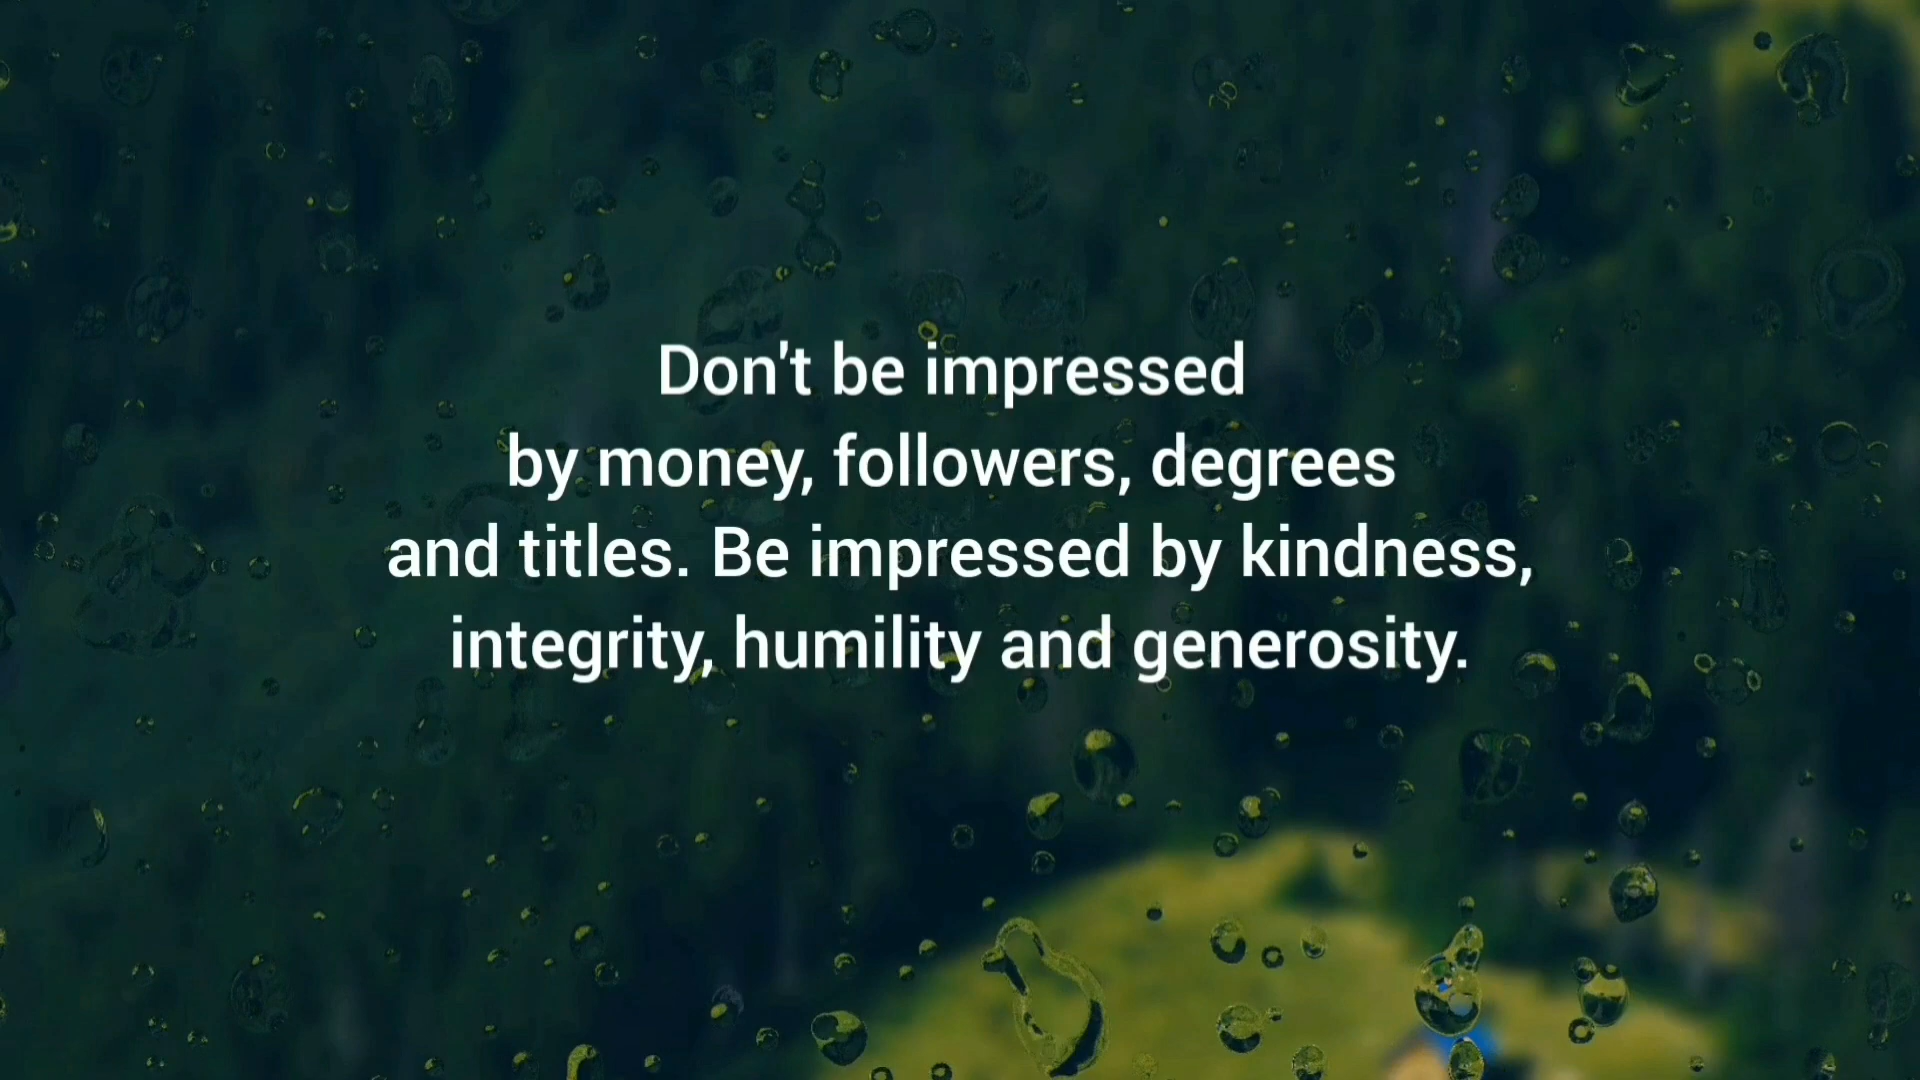 Don't be impressed
by money, followers, degrees
and titles. Be impressed by kindness,
integrity, humility and generosity.